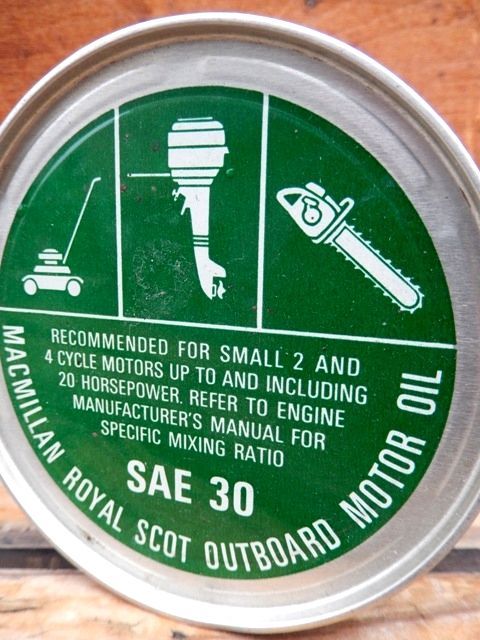 RECOMMENDED FOR SMALL 2 AND
4 CYCLE MOTORS UP TO AND INCLUDING
20 HORSEPOWER. REFER TO ENGINE
MANUFACTURER'S MANUAL FOR
SPECIFIC MIXING RATIO
SAE 30
MACMILLAN ROYAL SCOT OUTBOARD MOTOR OIL